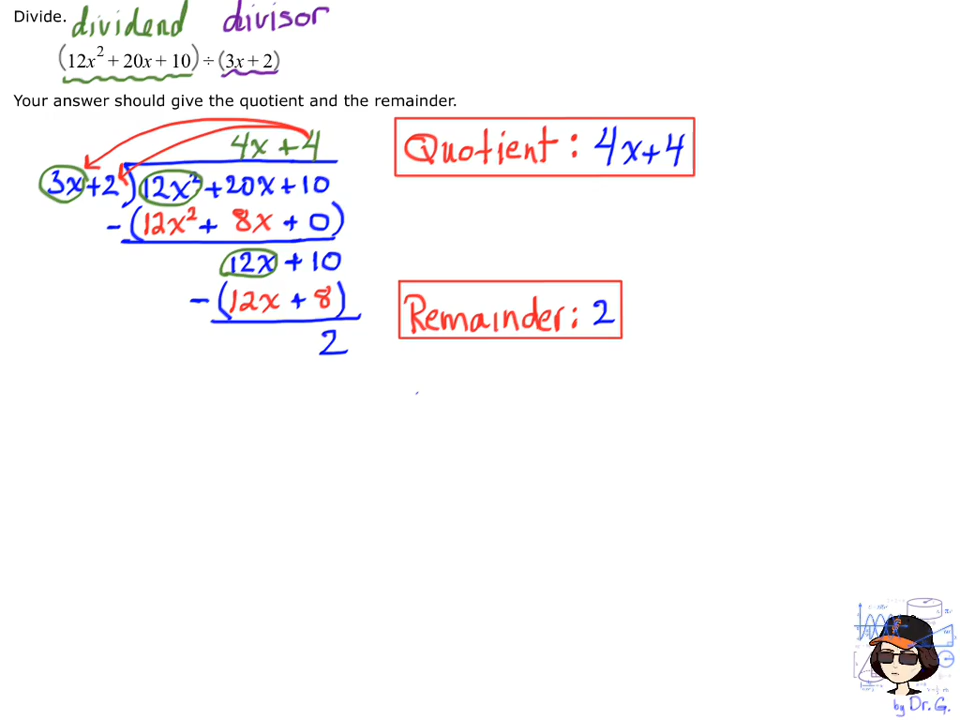 Divide. dividend divisor
(12x² + 20x + 10) ÷ (3x + 2)
Your answer should give the quotient and the remainder.
4x + 4
3x + 2 ) 12x² + 20x + 10
- (12x² + 8x + 0)
12x + 10
- (12x + 8)
2
Quotient: 4x+4
Remainder: 2
by Dr. G.